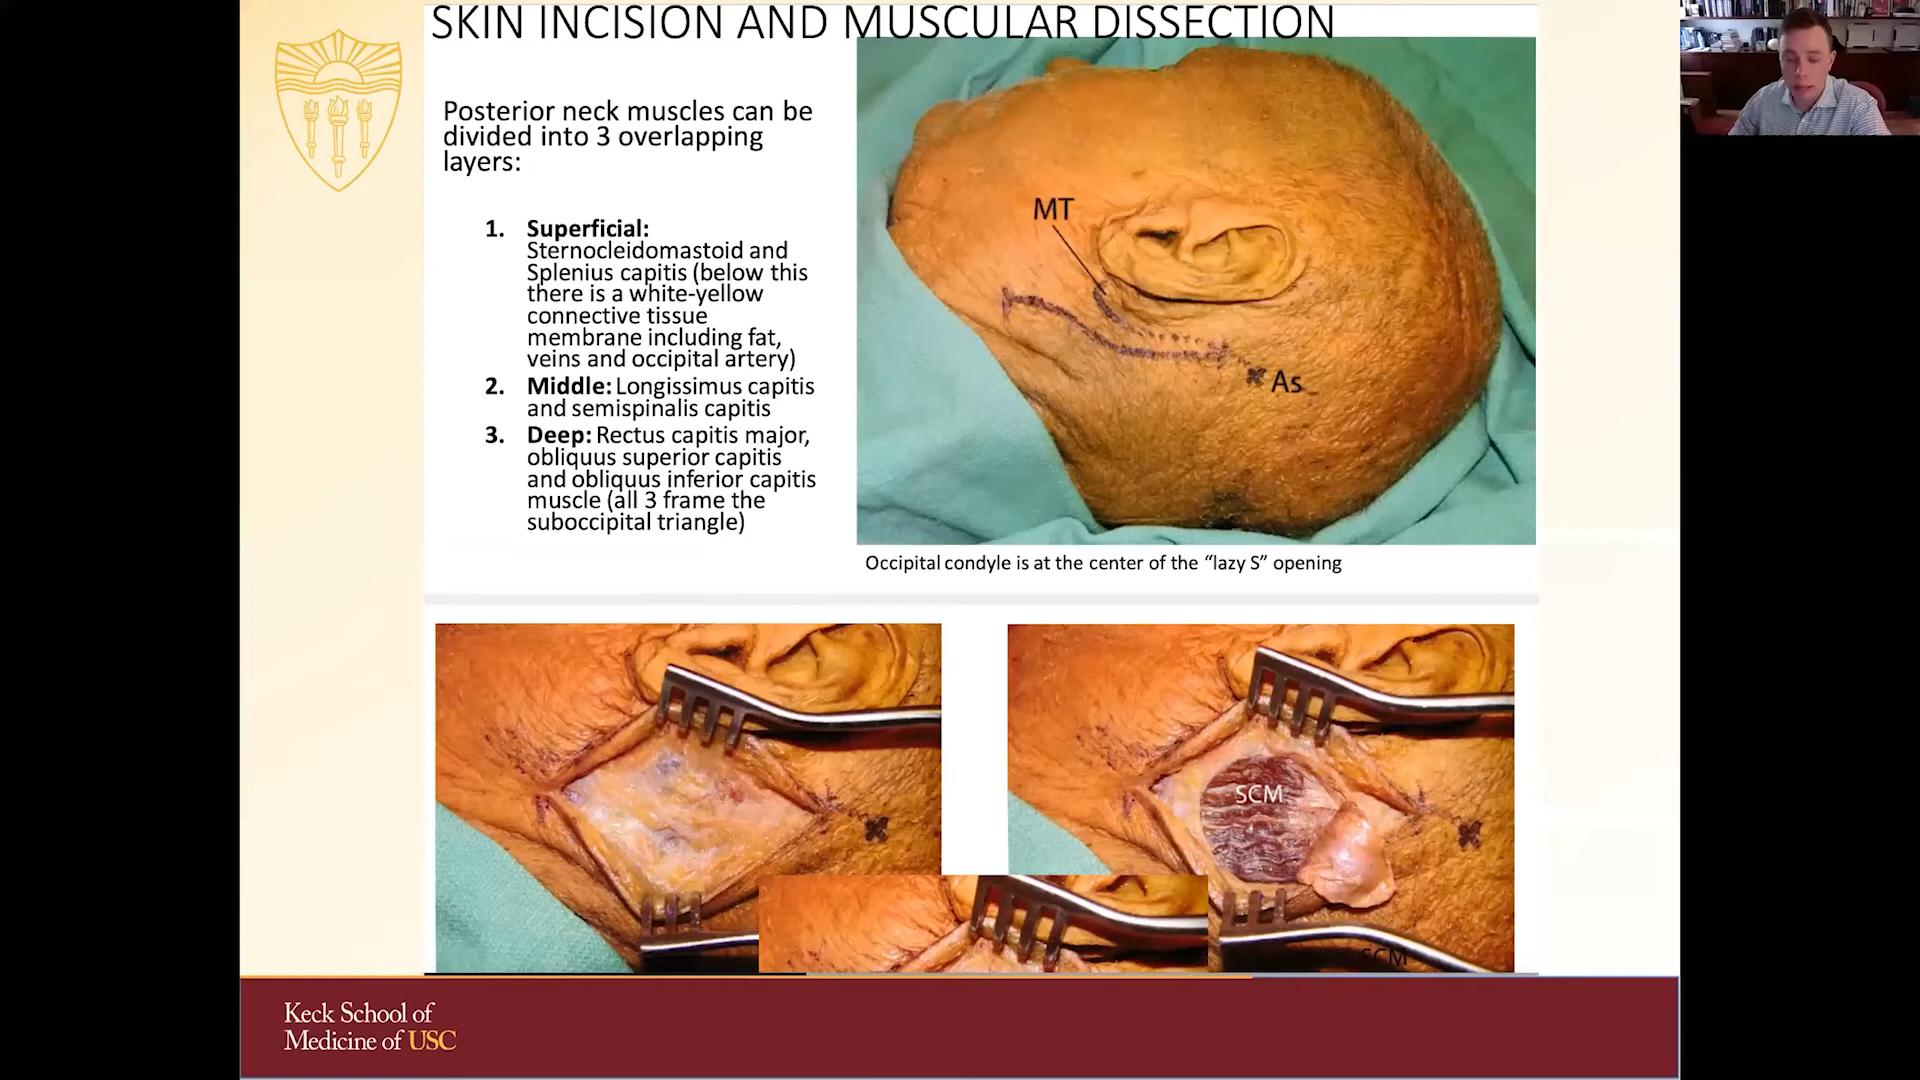 SKIN INCISION AND MUSCULAR DISSECTION
Posterior neck muscles can be
divided into 3 overlapping
layers:
1. Superficial:
Sternocleidomastoid and
Splenius capitis (below this
there is a white-yellow
connective tissue
membrane including fat,
veins and occipital artery)
2. Middle: Longissimus capitis
and semispinalis capitis
3. Deep: Rectus capitis major,
obliquus superior capitis
and obliquus inferior capitis
muscle (all 3 frame the
suboccipital triangle)
MT
As
Occipital condyle is at the center of the “lazy S” opening
SCM
SCM
Keck School of
Medicine of USC